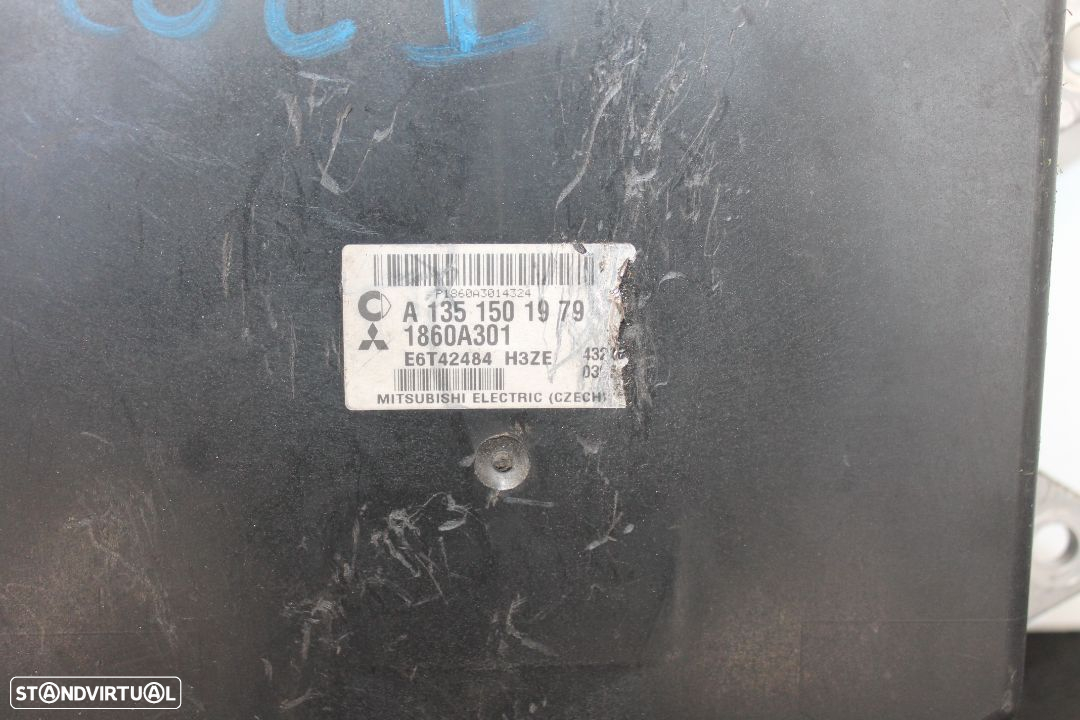 P1860A3014324
A 135 150 19 79
1860A301
E6T42484 H3ZE
MITSUBISHI ELECTRIC (CZECH)
STANDVIRTUAL